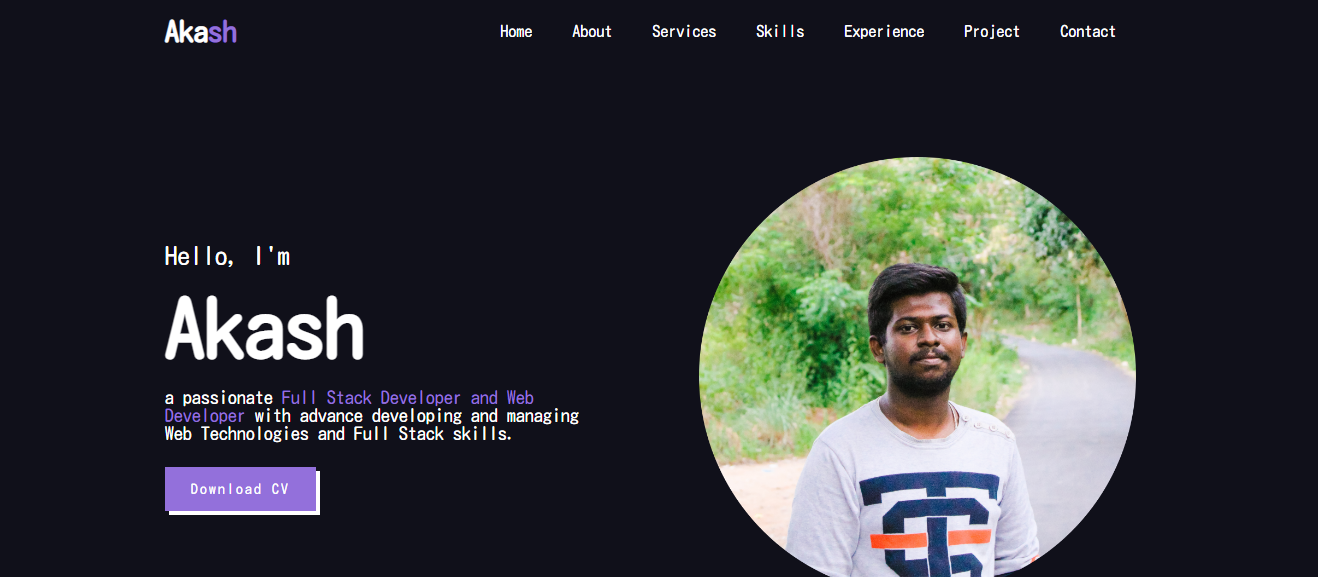 Akash
Home About Services Skills Experience Project Contact
Hello, I'm
Akash
a passionate Full Stack Developer and Web
Developer with advance developing and managing
Web Technologies and Full Stack skills.
Download CV